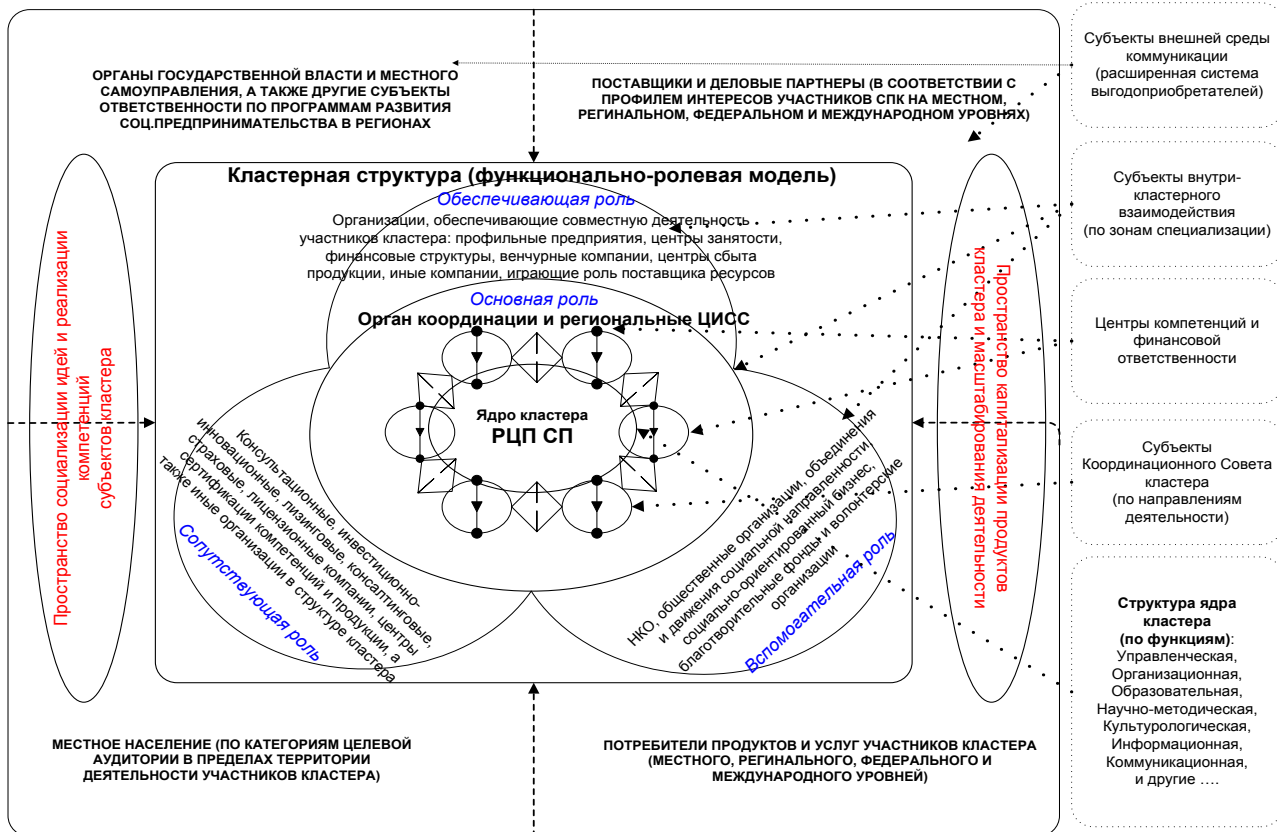 ОРГАНЫ ГОСУДАРСТВЕННОЙ ВЛАСТИ И МЕСТНОГО
САМОУПРАВЛЕНИЯ, А ТАКЖЕ ДРУГИЕ СУБЪЕКТЫ
ОТВЕТСТВЕННОСТИ ПО ПРОГРАММАМ РАЗВИТИЯ
СОЦ.ПРЕДПРИНИМАТЕЛЬСТВА В РЕГИОНАХ
ПОСТАВЩИКИ И ДЕЛОВЫЕ ПАРТНЕРЫ (В СООТВЕТСТВИИ С
ПРОФИЛЕМ ИНТЕРЕСОВ УЧАСТНИКОВ СПК НА МЕСТНОМ,
РЕГИНАЛЬНОМ, ФЕДЕРАЛЬНОМ И МЕЖДУНАРОДНОМ УРОВНЯХ)
Пространство социализации идей и реализации
компетенций
субъектов кластера
Кластерная структура (функционально-ролевая модель)
Обеспечивающая роль
Организации, обеспечивающие совместную деятельность
участников кластера: профильные предприятия, центры занятости,
финансовые структуры, венчурные компании, центры сбыта
продукции, иные компании, играющие роль поставщика ресурсов
Основная роль
Орган координации и региональные ЦИСС
Ядро кластера
РЦП СП
Консультационные, инвестиционно-
инновационные, лизинговые, консалтинговые,
страховые, лицензионные компании, центры
сертификации компетенций и продукции, а
также иные организации в структуре кластера
Сопутствующая роль
НКО, общественные организации, объединения
и движения социальной направленности,
социально-ориентированный бизнес,
благотворительные фонды и волонтерские
организации
Вспомогательная роль
Пространство капитализации продуктов
кластера и масштабирования деятельности
МЕСТНОЕ НАСЕЛЕНИЕ (ПО КАТЕГОРИЯМ ЦЕЛЕВОЙ
АУДИТОРИИ В ПРЕДЕЛАХ ТЕРРИТОРИИ
ДЕЯТЕЛЬНОСТИ УЧАСТНИКОВ КЛАСТЕРА)
ПОТРЕБИТЕЛИ ПРОДУКТОВ И УСЛУГ УЧАСТНИКОВ КЛАСТЕРА
(МЕСТНОГО, РЕГИНАЛЬНОГО, ФЕДЕРАЛЬНОГО И
МЕЖДУНАРОДНОГО УРОВНЕЙ)
Субъекты внешней среды
коммуникации
(расширенная система
выгодоприобретателей)
Субъекты внутри-
кластерного
взаимодействия
(по зонам специализации)
Центры компетенций и
финансовой
ответственности
Субъекты
Координационного Совета
кластера
(по направлениям
деятельности)
Структура ядра
кластера
(по функциям):
Управленческая,
Организационная,
Образовательная,
Научно-методическая,
Культурологическая,
Информационная,
Коммуникационная,
и другие ….